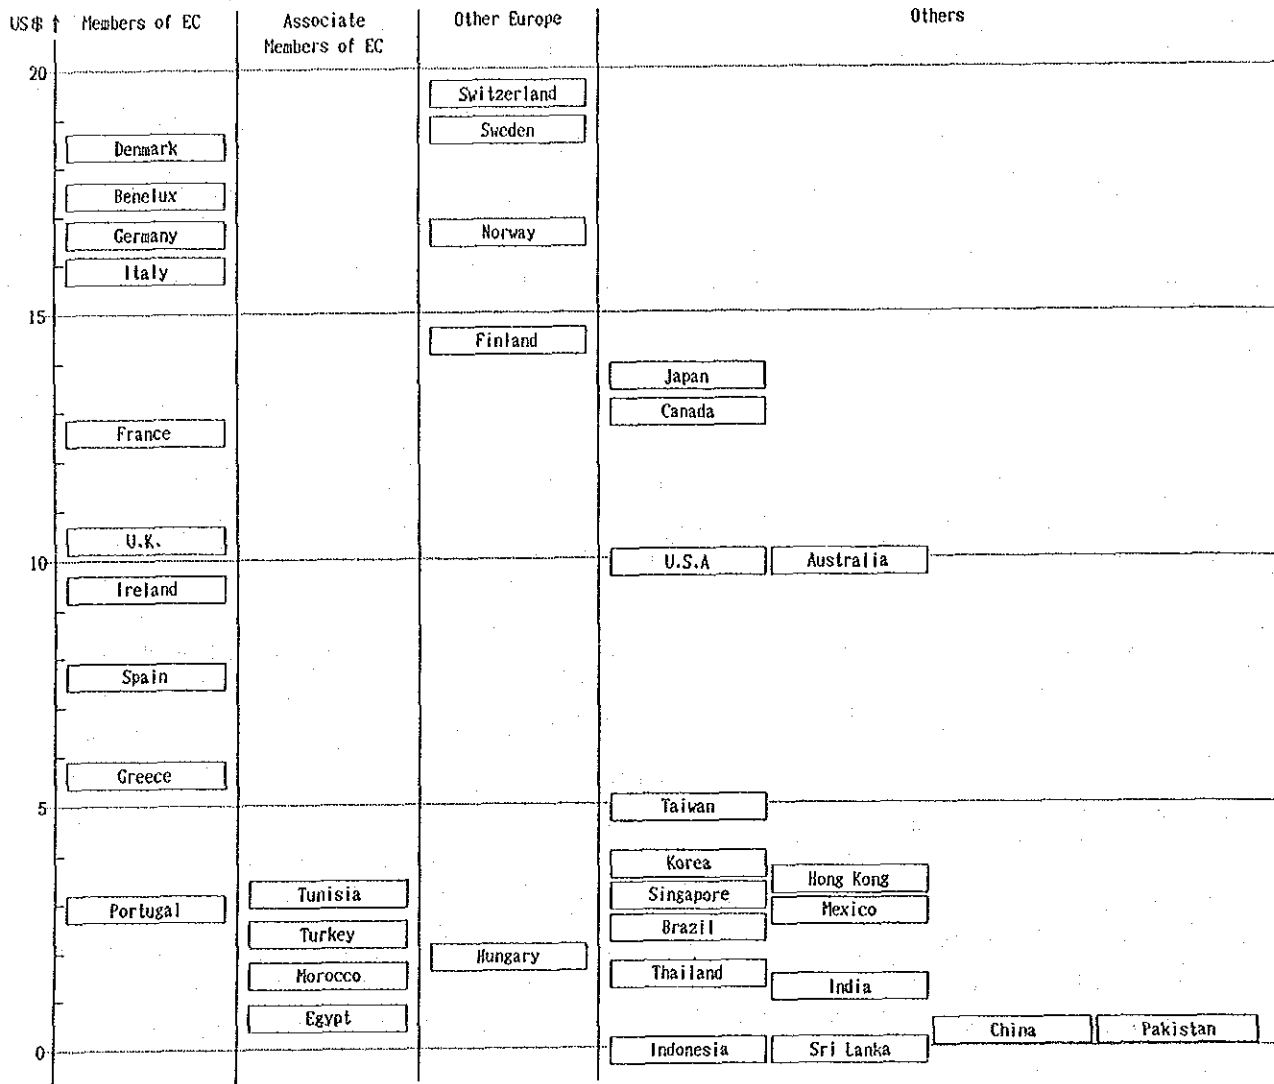 US$ ↑ Members of EC Associate Other Europe Others
Members of EC
20
Switzerland
Sweden
Denmark
Benelux
Germany Norway
Italy
15
Finland
Japan
Canada
France
U.K.
10 U.S.A Australia
Ireland
Spain
Greece
5 Taiwan
Korea
Hong Kong
Tunisia Singapore
Portugal Mexico
Turkey Brazil
Hungary
Morocco Thailand
India
Egypt
China Pakistan
0 Indonesia Sri Lanka